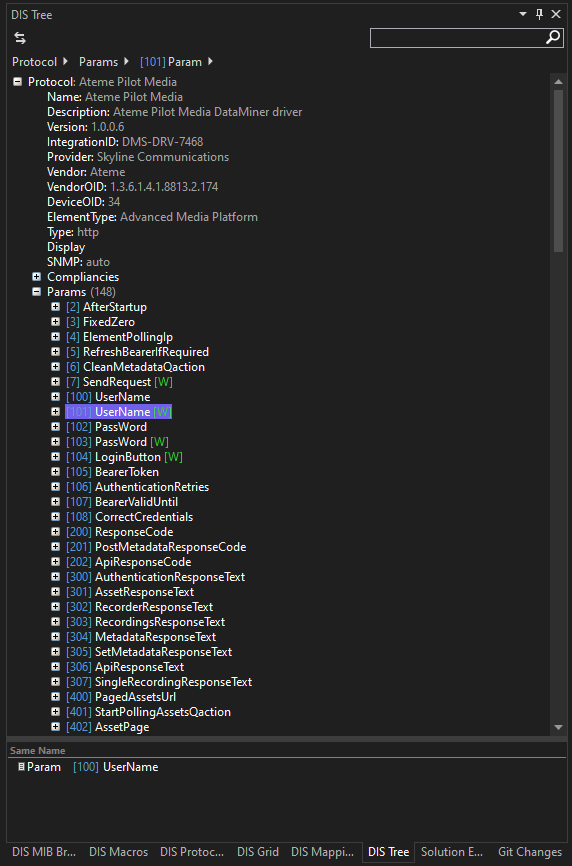 DIS Tree
Protocol Params [101] Param
Protocol: Ateme Pilot Media
Name: Ateme Pilot Media
Description: Ateme Pilot Media DataMiner driver
Version: 1.0.0.6
IntegrationID: DMS-DRV-7468
Provider: Skyline Communications
Vendor: Ateme
VendorOID: 1.3.6.1.4.1.8813.2.174
DeviceOID: 34
ElementType: Advanced Media Platform
Type: http
Display
SNMP: auto
Compliancies
Params (148)
[2] AfterStartup
[3] FixedZero
[4] ElementPollingIp
[5] RefreshBearerIfRequired
[6] CleanMetadataQaction
[7] SendRequest [W]
[100] UserName
[101] UserName [W]
[102] PassWord
[103] PassWord [W]
[104] LoginButton [W]
[105] BearerToken
[106] AuthenticationRetries
[107] BearerValidUntil
[108] CorrectCredentials
[200] ResponseCode
[201] PostMetadataResponseCode
[202] ApiResponseCode
[300] AuthenticationResponseText
[301] AssetResponseText
[302] RecorderResponseText
[303] RecordingsResponseText
[304] MetadataResponseText
[305] SetMetadataResponseText
[306] ApiResponseText
[307] SingleRecordingResponseText
[400] PagedAssetsUrl
[401] StartPollingAssetsQaction
[402] AssetPage
Same Name
Param [100] UserName
DIS MIB Br... DIS Macros DIS Protoc... DIS Grid DIS Mappi... DIS Tree Solution E... Git Changes